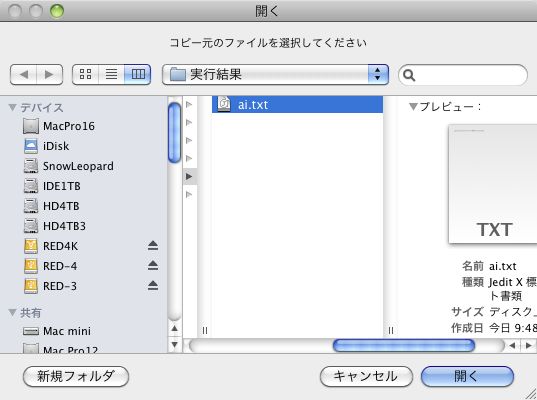 開く
コピー元のファイルを選択してください
実行結果
デバイス
MacPro16
iDisk
SnowLeopard
IDE1TB
HD4TB
HD4TB3
RED4K
RED-4
RED-3
共有
Mac mini
Mac Pro12
ai.txt
プレビュー：
TXT
名前 ai.txt
種類 Jedit X 標
ト書類
サイズ ディスク
作成日 今日 9:48
新規フォルダ
キャンセル
開く